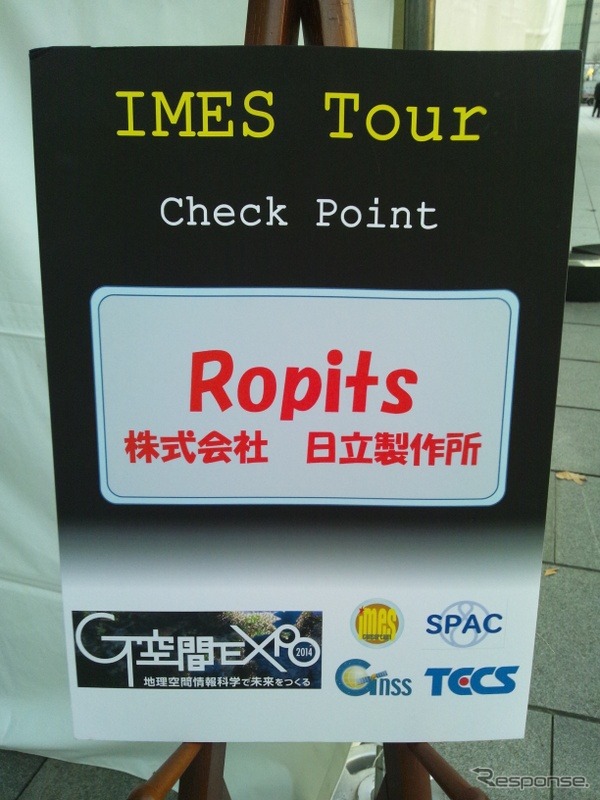 IMES Tour
Check Point
Ropits
株式会社　日立製作所
G空間EXPO
2014
地理空間情報科学で未来をつくる
imes
consortium
SPAC
Gnss
TECS
Response.